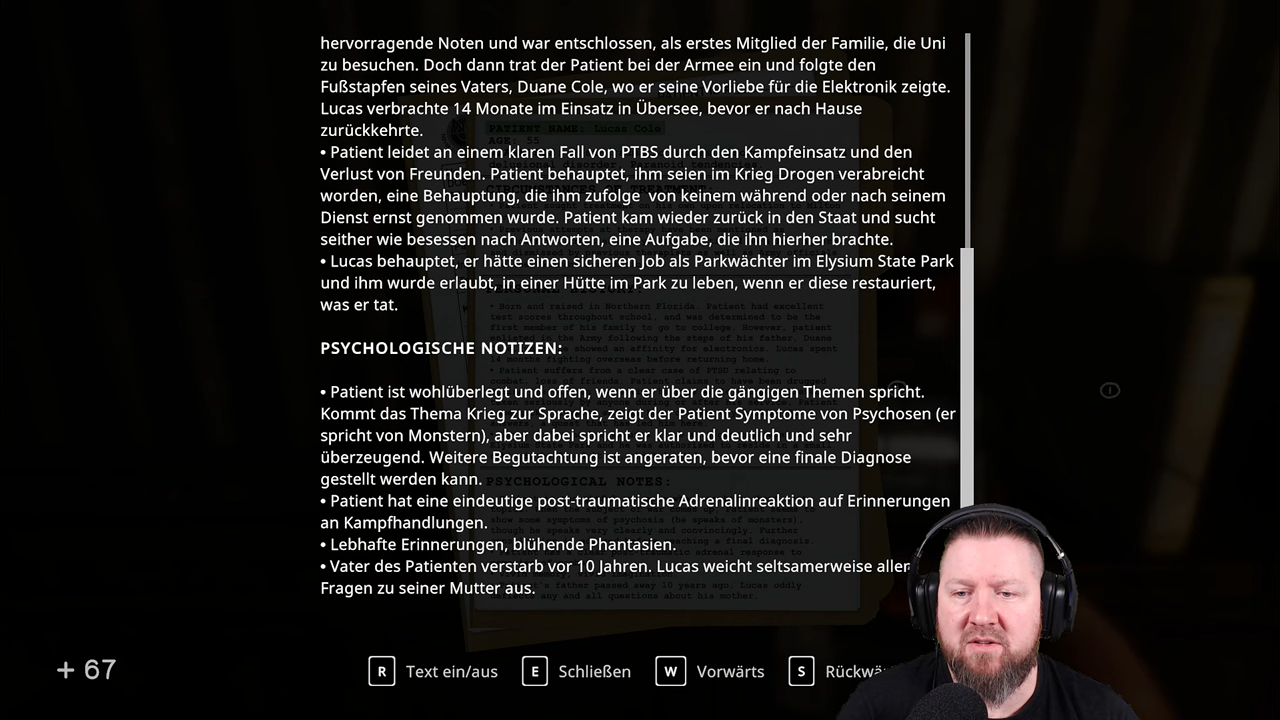 hervorragende Noten und war entschlossen, als erstes Mitglied der Familie, die Uni
zu besuchen. Doch dann trat der Patient bei der Armee ein und folgte den
Fußstapfen seines Vaters, Duane Cole, wo er seine Vorliebe für die Elektronik zeigte.
Lucas verbrachte 14 Monate im Einsatz in Übersee, bevor er nach Hause
zurückkehrte.
• Patient leidet an einem klaren Fall von PTBS durch den Kampfeinsatz und den
Verlust von Freunden. Patient behauptet, ihm seien im Krieg Drogen verabreicht
worden, eine Behauptung, die ihm zufolge von keinem während oder nach seinem
Dienst ernst genommen wurde. Patient kam wieder zurück in den Staat und sucht
seither wie besessen nach Antworten, eine Aufgabe, die ihn hierher brachte.
• Lucas behauptet, er hätte einen sicheren Job als Parkwächter im Elysium State Park
und ihm wurde erlaubt, in einer Hütte im Park zu leben, wenn er diese restauriert,
was er tat.
PSYCHOLOGISCHE NOTIZEN:
• Patient ist wohlüberlegt und offen, wenn er über die gängigen Themen spricht.
Kommt das Thema Krieg zur Sprache, zeigt der Patient Symptome von Psychosen (er
spricht von Monstern), aber dabei spricht er klar und deutlich und sehr
überzeugend. Weitere Begutachtung ist angeraten, bevor eine finale Diagnose
gestellt werden kann.
• Patient hat eine eindeutige post-traumatische Adrenalinreaktion auf Erinnerungen
an Kampfhandlungen.
• Lebhafte Erinnerungen, blühende Phantasien.
• Vater des Patienten verstarb vor 10 Jahren. Lucas weicht seltsamerweise aller
Fragen zu seiner Mutter aus.
PATIENT NAME: Lucas Cole
AGE: 55
PSYCHOLOGICAL NOTES:
+ 67
R Text ein/aus E Schließen W Vorwärts S Rückwä